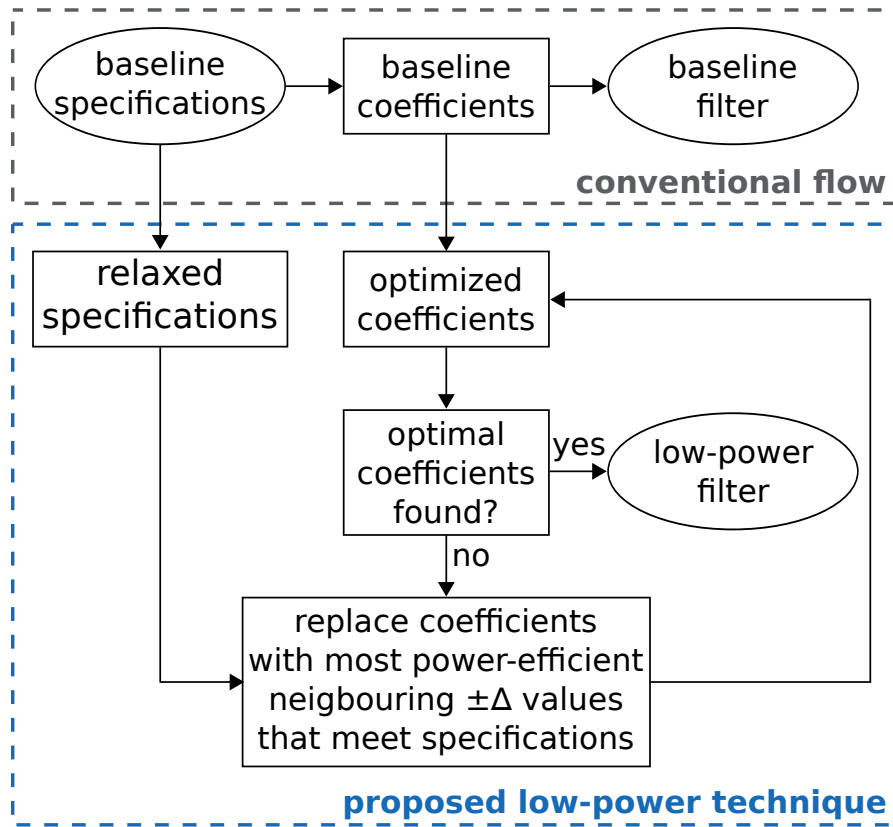 baseline
specifications
baseline
coefficients
baseline
filter
conventional flow
relaxed
specifications
optimized
coefficients
optimal
coefficients
found?
yes
low-power
filter
no
replace coefficients
with most power-efficient
neigbouring ±Δ values
that meet specifications
proposed low-power technique